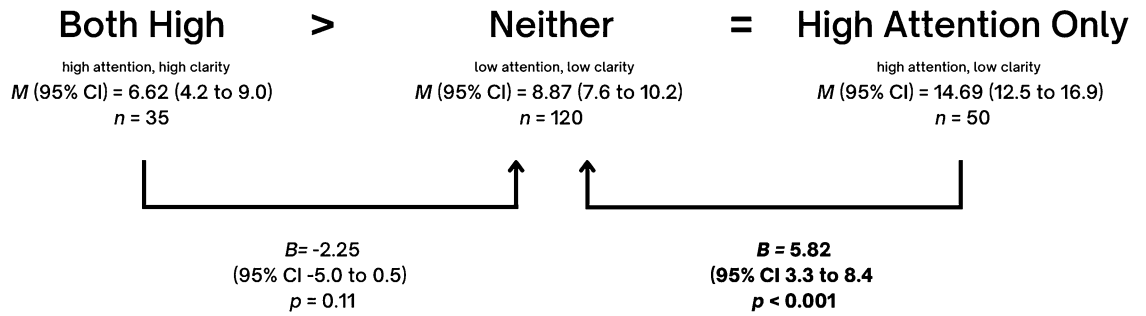 Both High > Neither = High Attention Only
high attention, high clarity low attention, low clarity high attention, low clarity
M (95% CI) = 6.62 (4.2 to 9.0) M (95% CI) = 8.87 (7.6 to 10.2) M (95% CI) = 14.69 (12.5 to 16.9)
n = 35 n = 120 n = 50
B= -2.25 B = 5.82
(95% CI -5.0 to 0.5) (95% CI 3.3 to 8.4
p = 0.11 p < 0.001